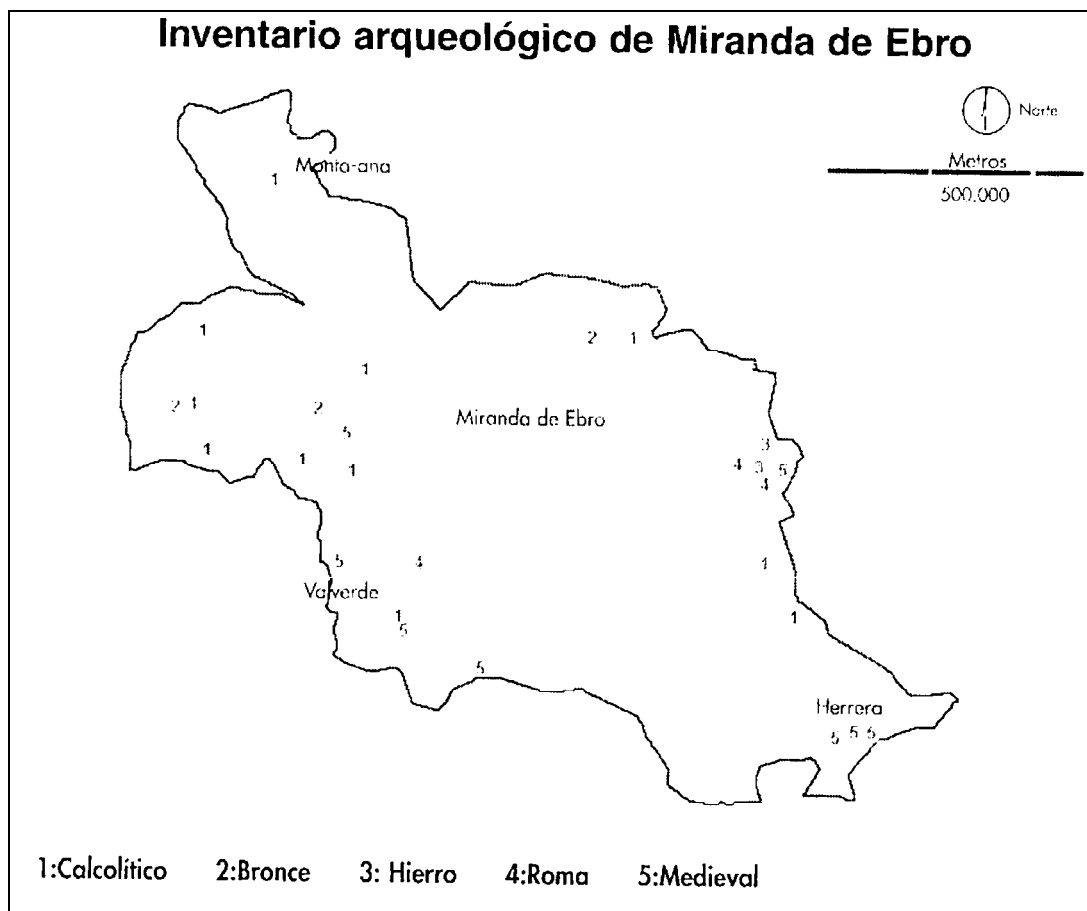 Inventario arqueológico de Miranda de Ebro
Norte
Metros
500.000
Monta-ana
1
1
2 1
1
2 4
2
Miranda de Ebro
5
3
1
1
1
4 3 5
4
5
4
1
Valverde
1
1
5
5
Herrera
5 5 5
1:Calcolítico 2:Bronce 3: Hierro 4:Roma 5:Medieval